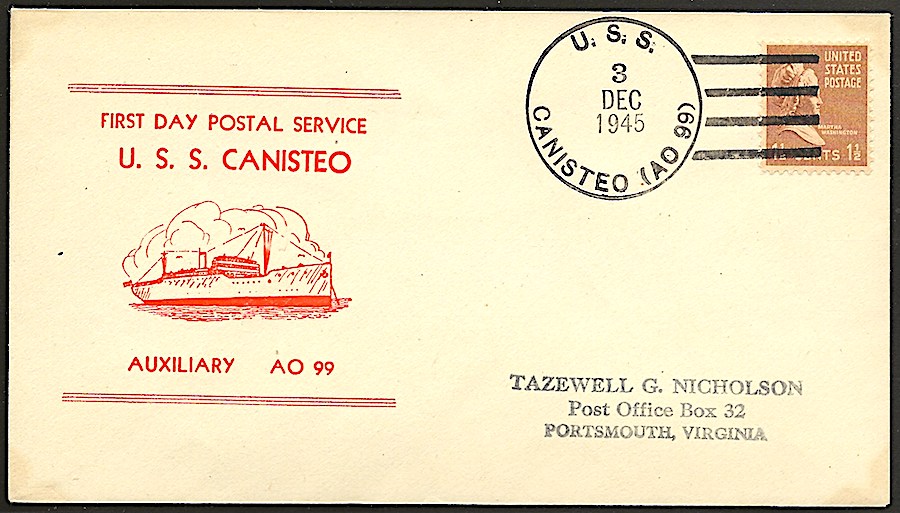 FIRST DAY POSTAL SERVICE
U. S. S. CANISTEO
AUXILIARY AO 99
U. S. S.
3
DEC
1945
CANISTEO (AO 99)
UNITED
STATES
POSTAGE
MARTHA
WASHINGTON
1½ CENTS 1½
TAZEWELL G. NICHOLSON
Post Office Box 32
PORTSMOUTH, VIRGINIA